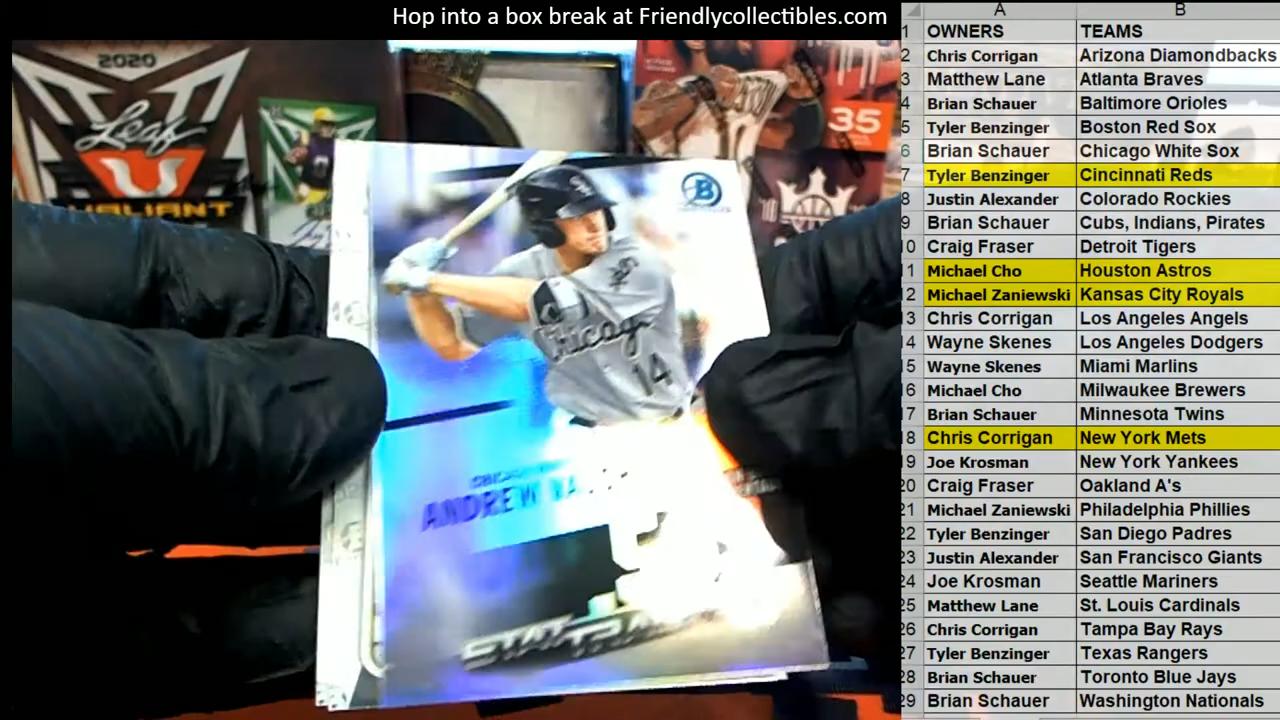 Hop into a box break at Friendlycollectibles.com
2020
Leaf
VALIANT
35
B
Chicago
14
ANDREW
STAT
A B
1 OWNERS TEAMS
2 Chris Corrigan Arizona Diamondbacks
3 Matthew Lane Atlanta Braves
4 Brian Schauer Baltimore Orioles
5 Tyler Benzinger Boston Red Sox
6 Brian Schauer Chicago White Sox
7 Tyler Benzinger Cincinnati Reds
8 Justin Alexander Colorado Rockies
9 Brian Schauer Cubs, Indians, Pirates
10 Craig Fraser Detroit Tigers
11 Michael Cho Houston Astros
12 Michael Zaniewski Kansas City Royals
13 Chris Corrigan Los Angeles Angels
14 Wayne Skenes Los Angeles Dodgers
15 Wayne Skenes Miami Marlins
16 Michael Cho Milwaukee Brewers
17 Brian Schauer Minnesota Twins
18 Chris Corrigan New York Mets
19 Joe Krosman New York Yankees
20 Craig Fraser Oakland A's
21 Michael Zaniewski Philadelphia Phillies
22 Tyler Benzinger San Diego Padres
23 Justin Alexander San Francisco Giants
24 Joe Krosman Seattle Mariners
25 Matthew Lane St. Louis Cardinals
26 Chris Corrigan Tampa Bay Rays
27 Tyler Benzinger Texas Rangers
28 Brian Schauer Toronto Blue Jays
29 Brian Schauer Washington Nationals